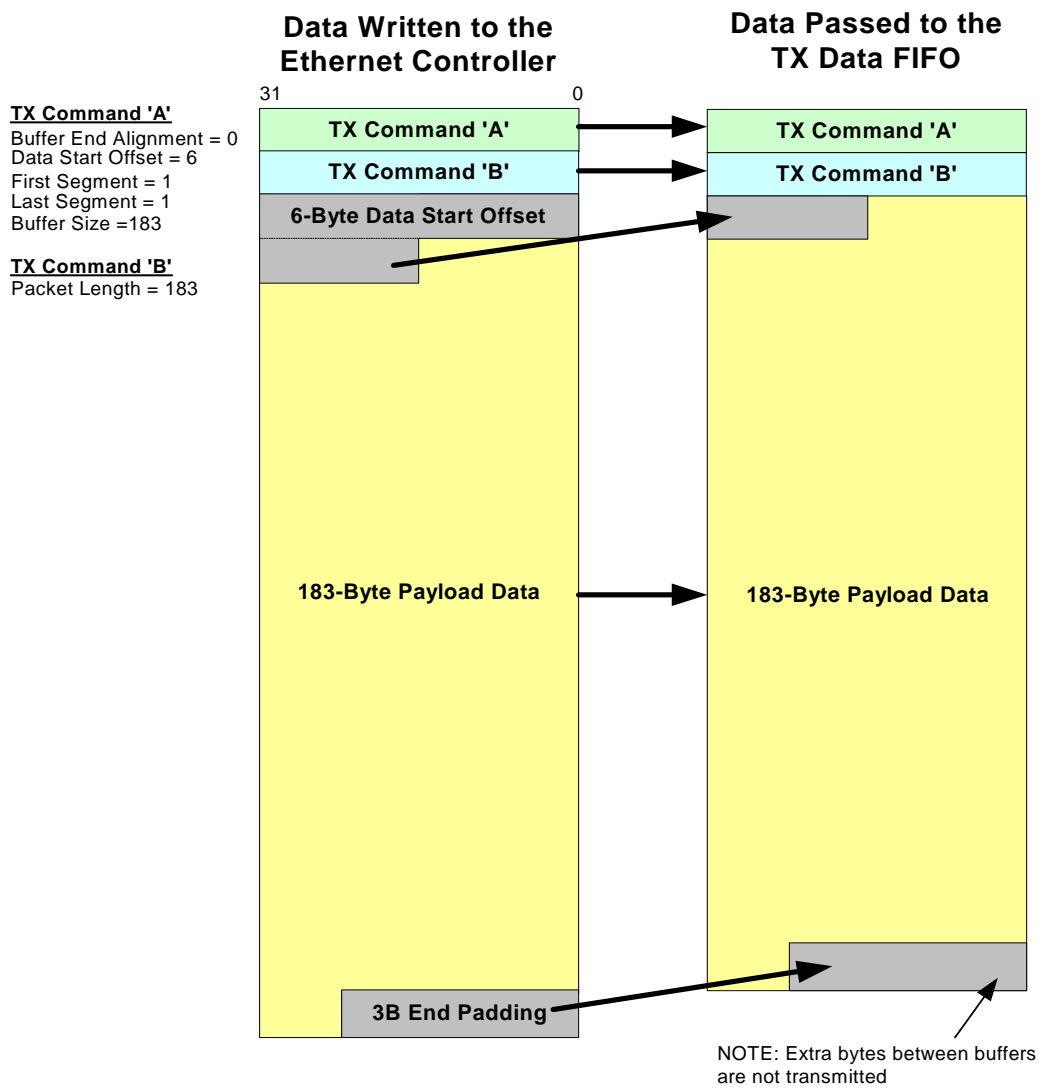 Data Written to the
Ethernet Controller
Data Passed to the
TX Data FIFO
31
0
TX Command 'A'
Buffer End Alignment = 0
Data Start Offset = 6
First Segment = 1
Last Segment = 1
Buffer Size =183
TX Command 'B'
Packet Length = 183
TX Command 'A'
TX Command 'B'
6-Byte Data Start Offset
183-Byte Payload Data
3B End Padding
TX Command 'A'
TX Command 'B'
183-Byte Payload Data
NOTE: Extra bytes between buffers
are not transmitted